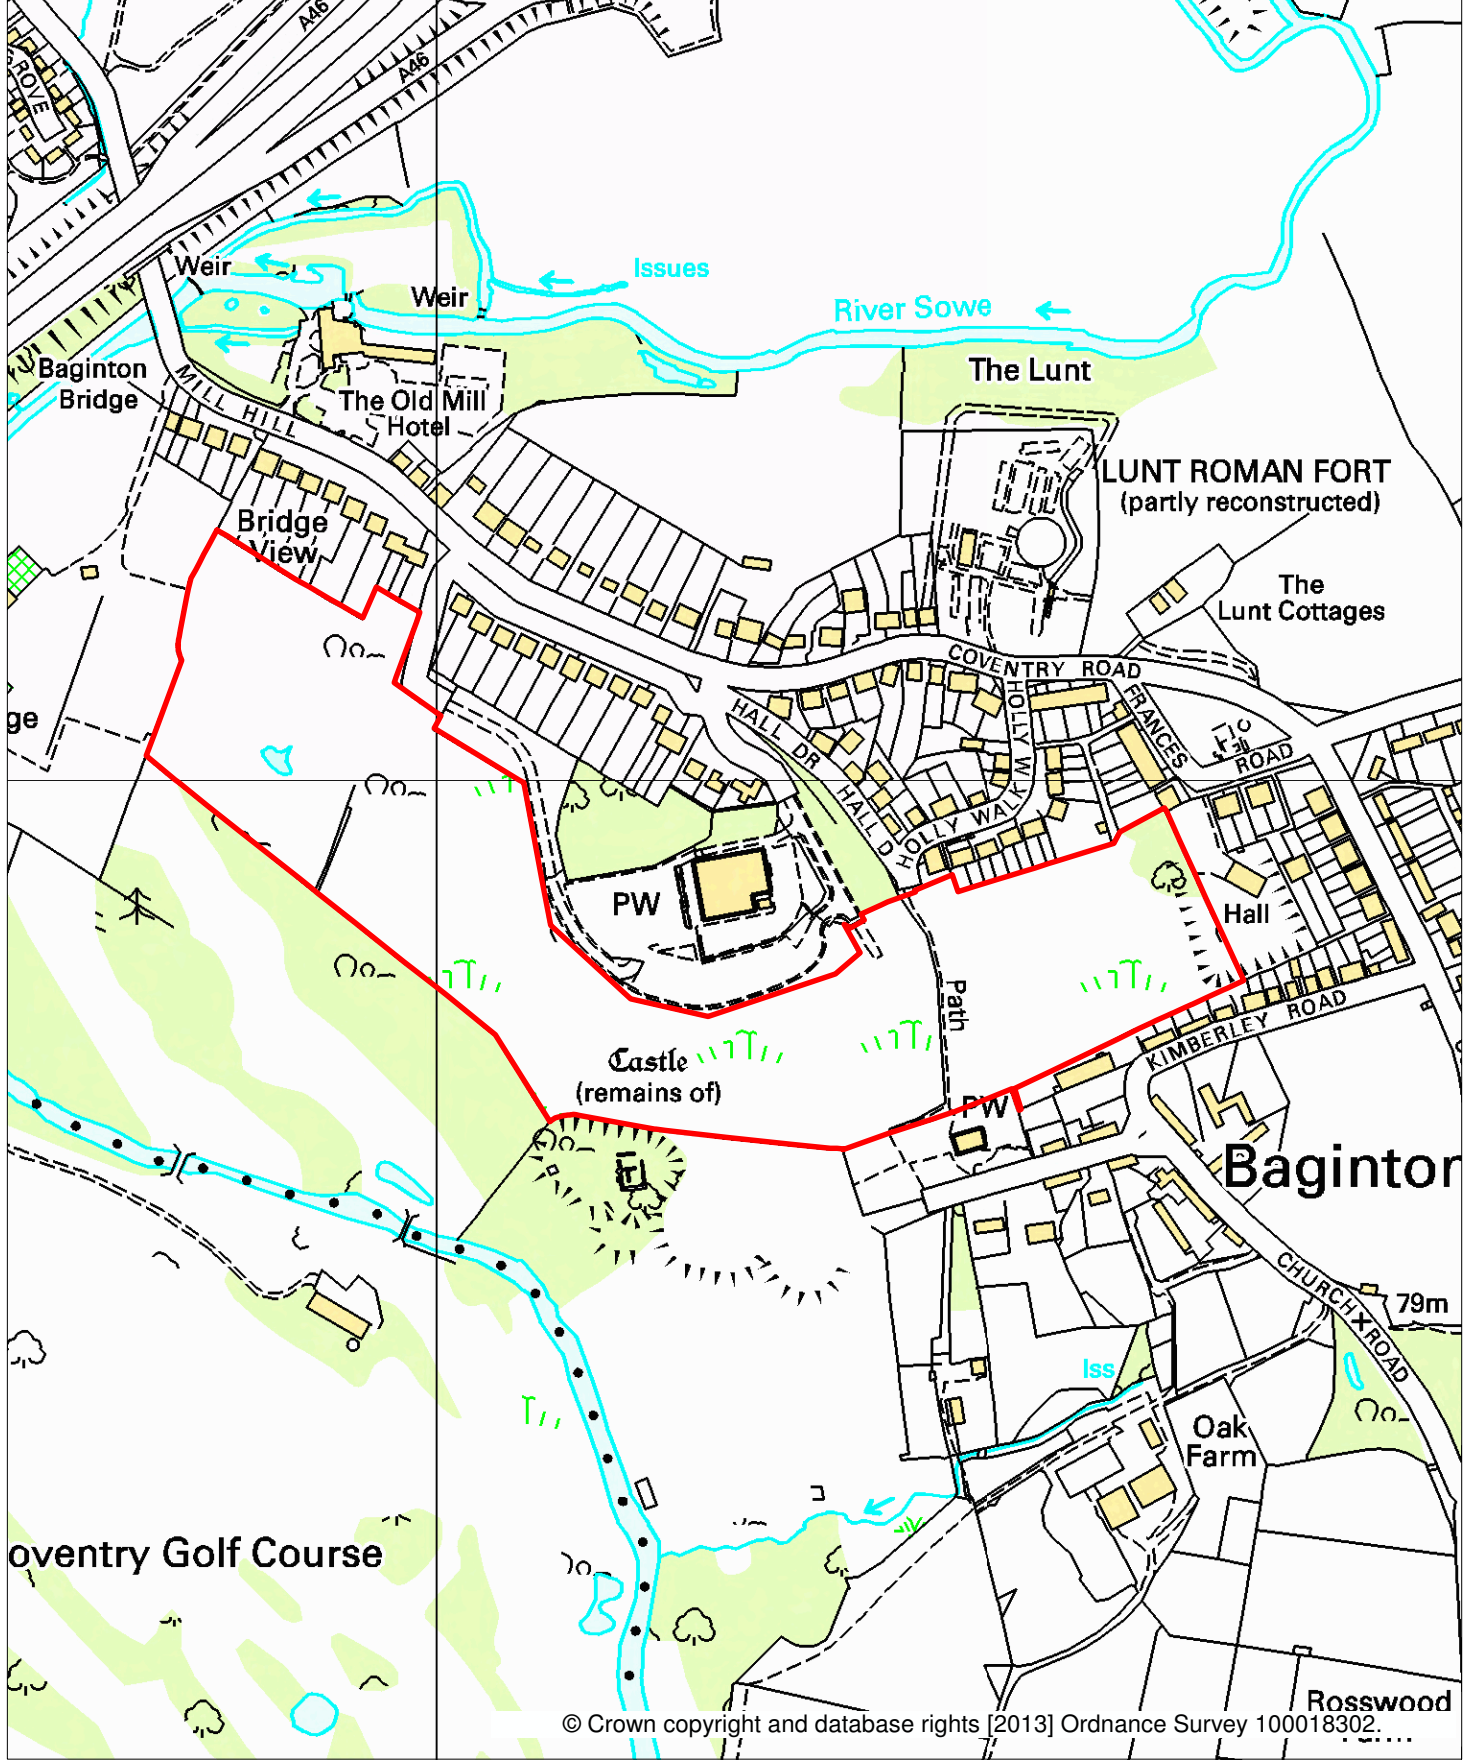 A46
A46
GROVE
Weir
Issues
Weir
River Sowe
Baginton
Bridge
The Lunt
MILL HILL
The Old Mill
Hotel
LUNT ROMAN FORT
(partly reconstructed)
Bridge
View
The
Lunt Cottages
COVENTRY ROAD
HOLLY W
FRANCES
ROAD
T
C
ge
HALL DR
HALL D
HOLLY WALK
PW
Hall
Path
KIMBERLEY ROAD
Castle
(remains of)
PW
Baginton
CHURCH ROAD
79m
Iss
Oak
Farm
oventry Golf Course
Rosswood
© Crown copyright and database rights [2013] Ordnance Survey 100018302.